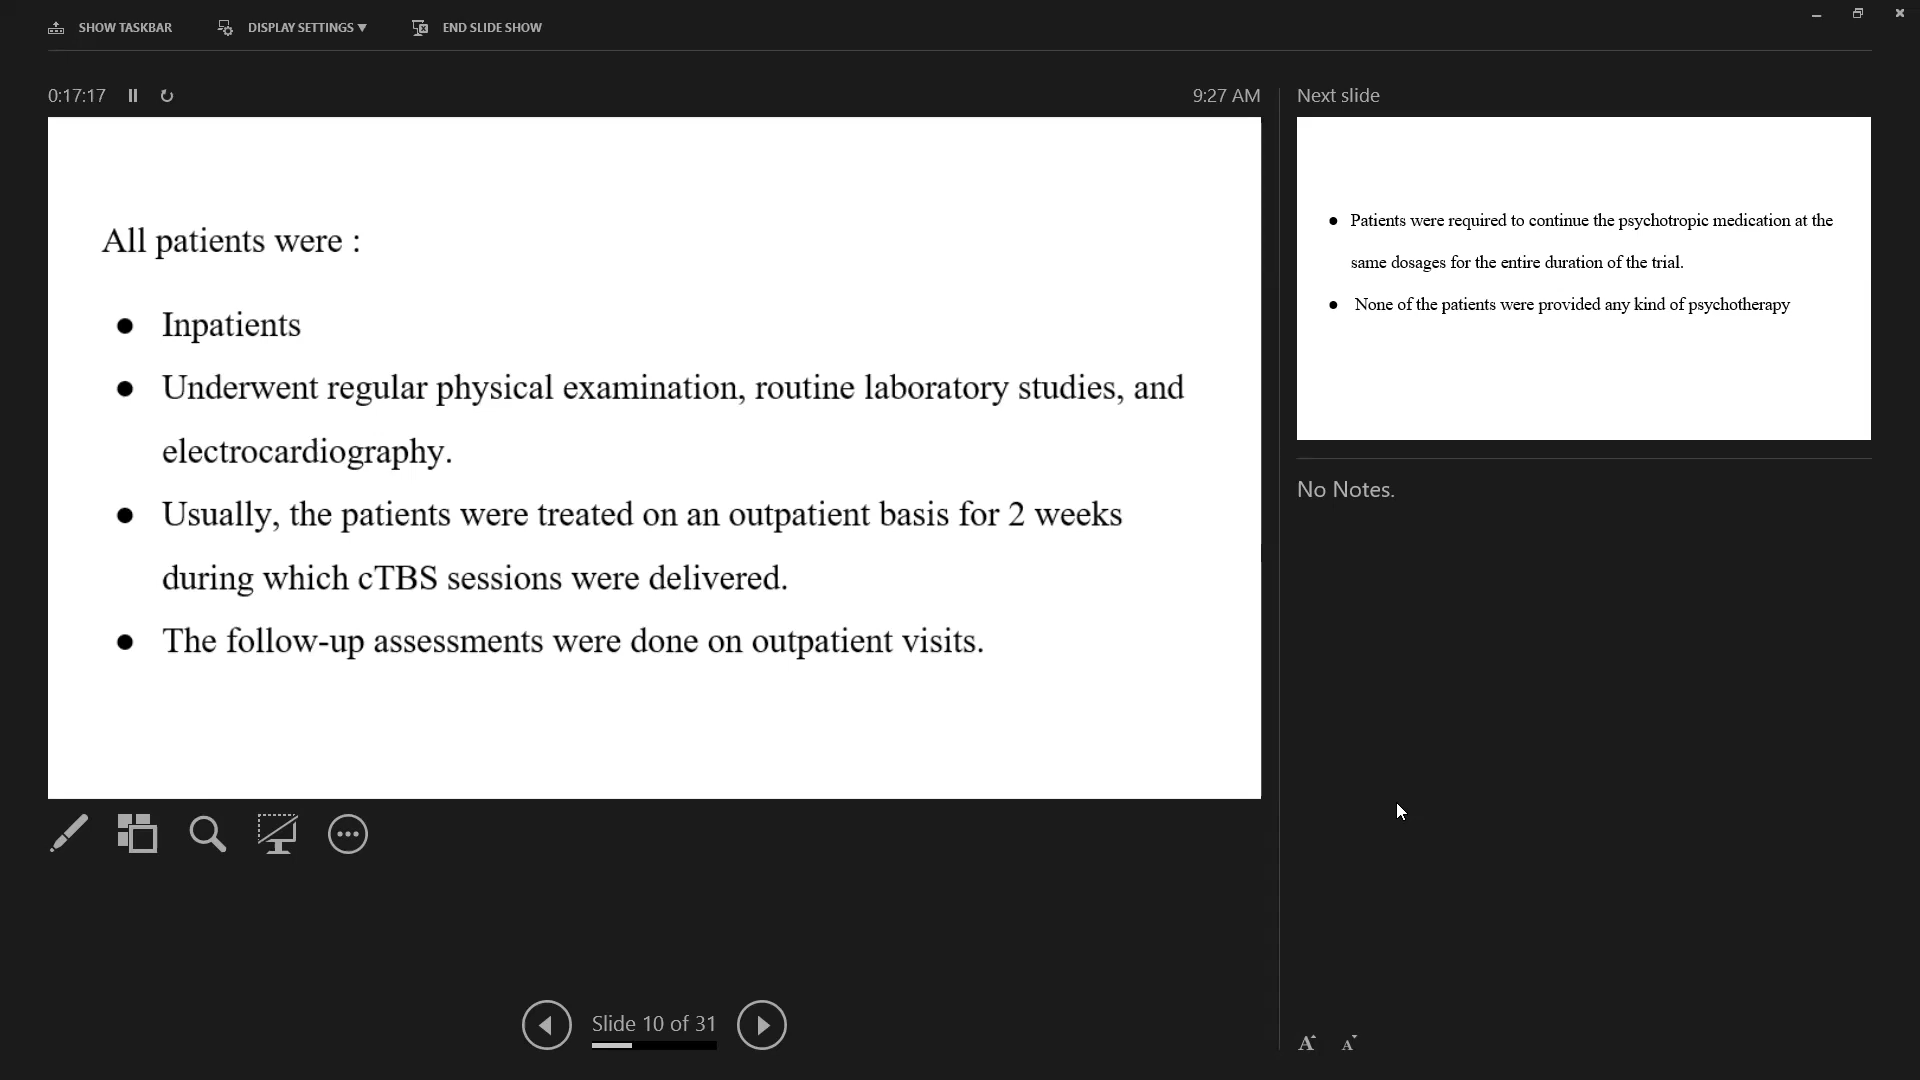 SHOW TASKBAR
DISPLAY SETTINGS ▼
END SLIDE SHOW
0:17:17
9:27 AM
Next slide
All patients were :
● Inpatients
● Underwent regular physical examination, routine laboratory studies, and
electrocardiography.
● Usually, the patients were treated on an outpatient basis for 2 weeks
during which cTBS sessions were delivered.
● The follow-up assessments were done on outpatient visits.
● Patients were required to continue the psychotropic medication at the
same dosages for the entire duration of the trial.
● None of the patients were provided any kind of psychotherapy
No Notes.
Slide 10 of 31
A A